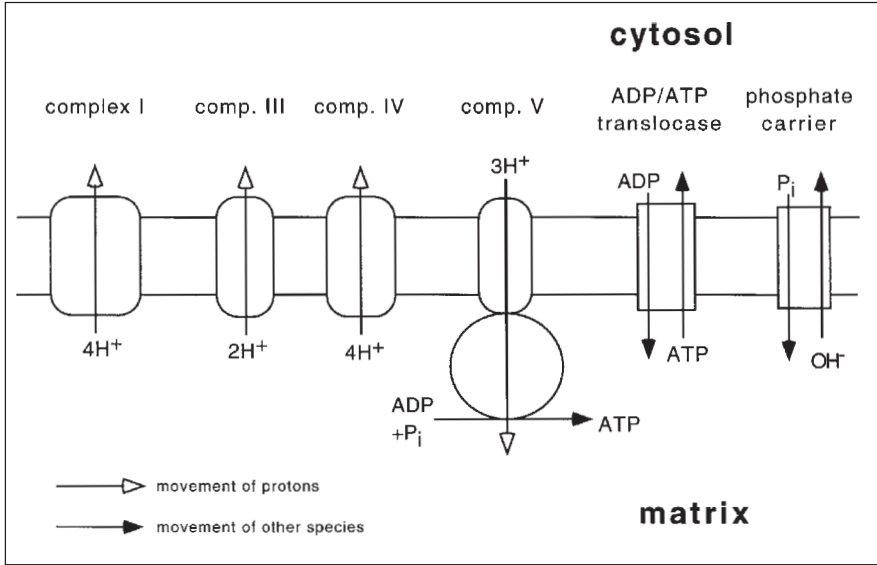 cytosol
complex I
comp. III
comp. IV
comp. V
ADP/ATP
translocase
phosphate
carrier
3H⁺
ADP
Pi
4H⁺
2H⁺
4H⁺
ATP
OH⁻
ADP
+Pi
ATP
movement of protons
movement of other species
matrix